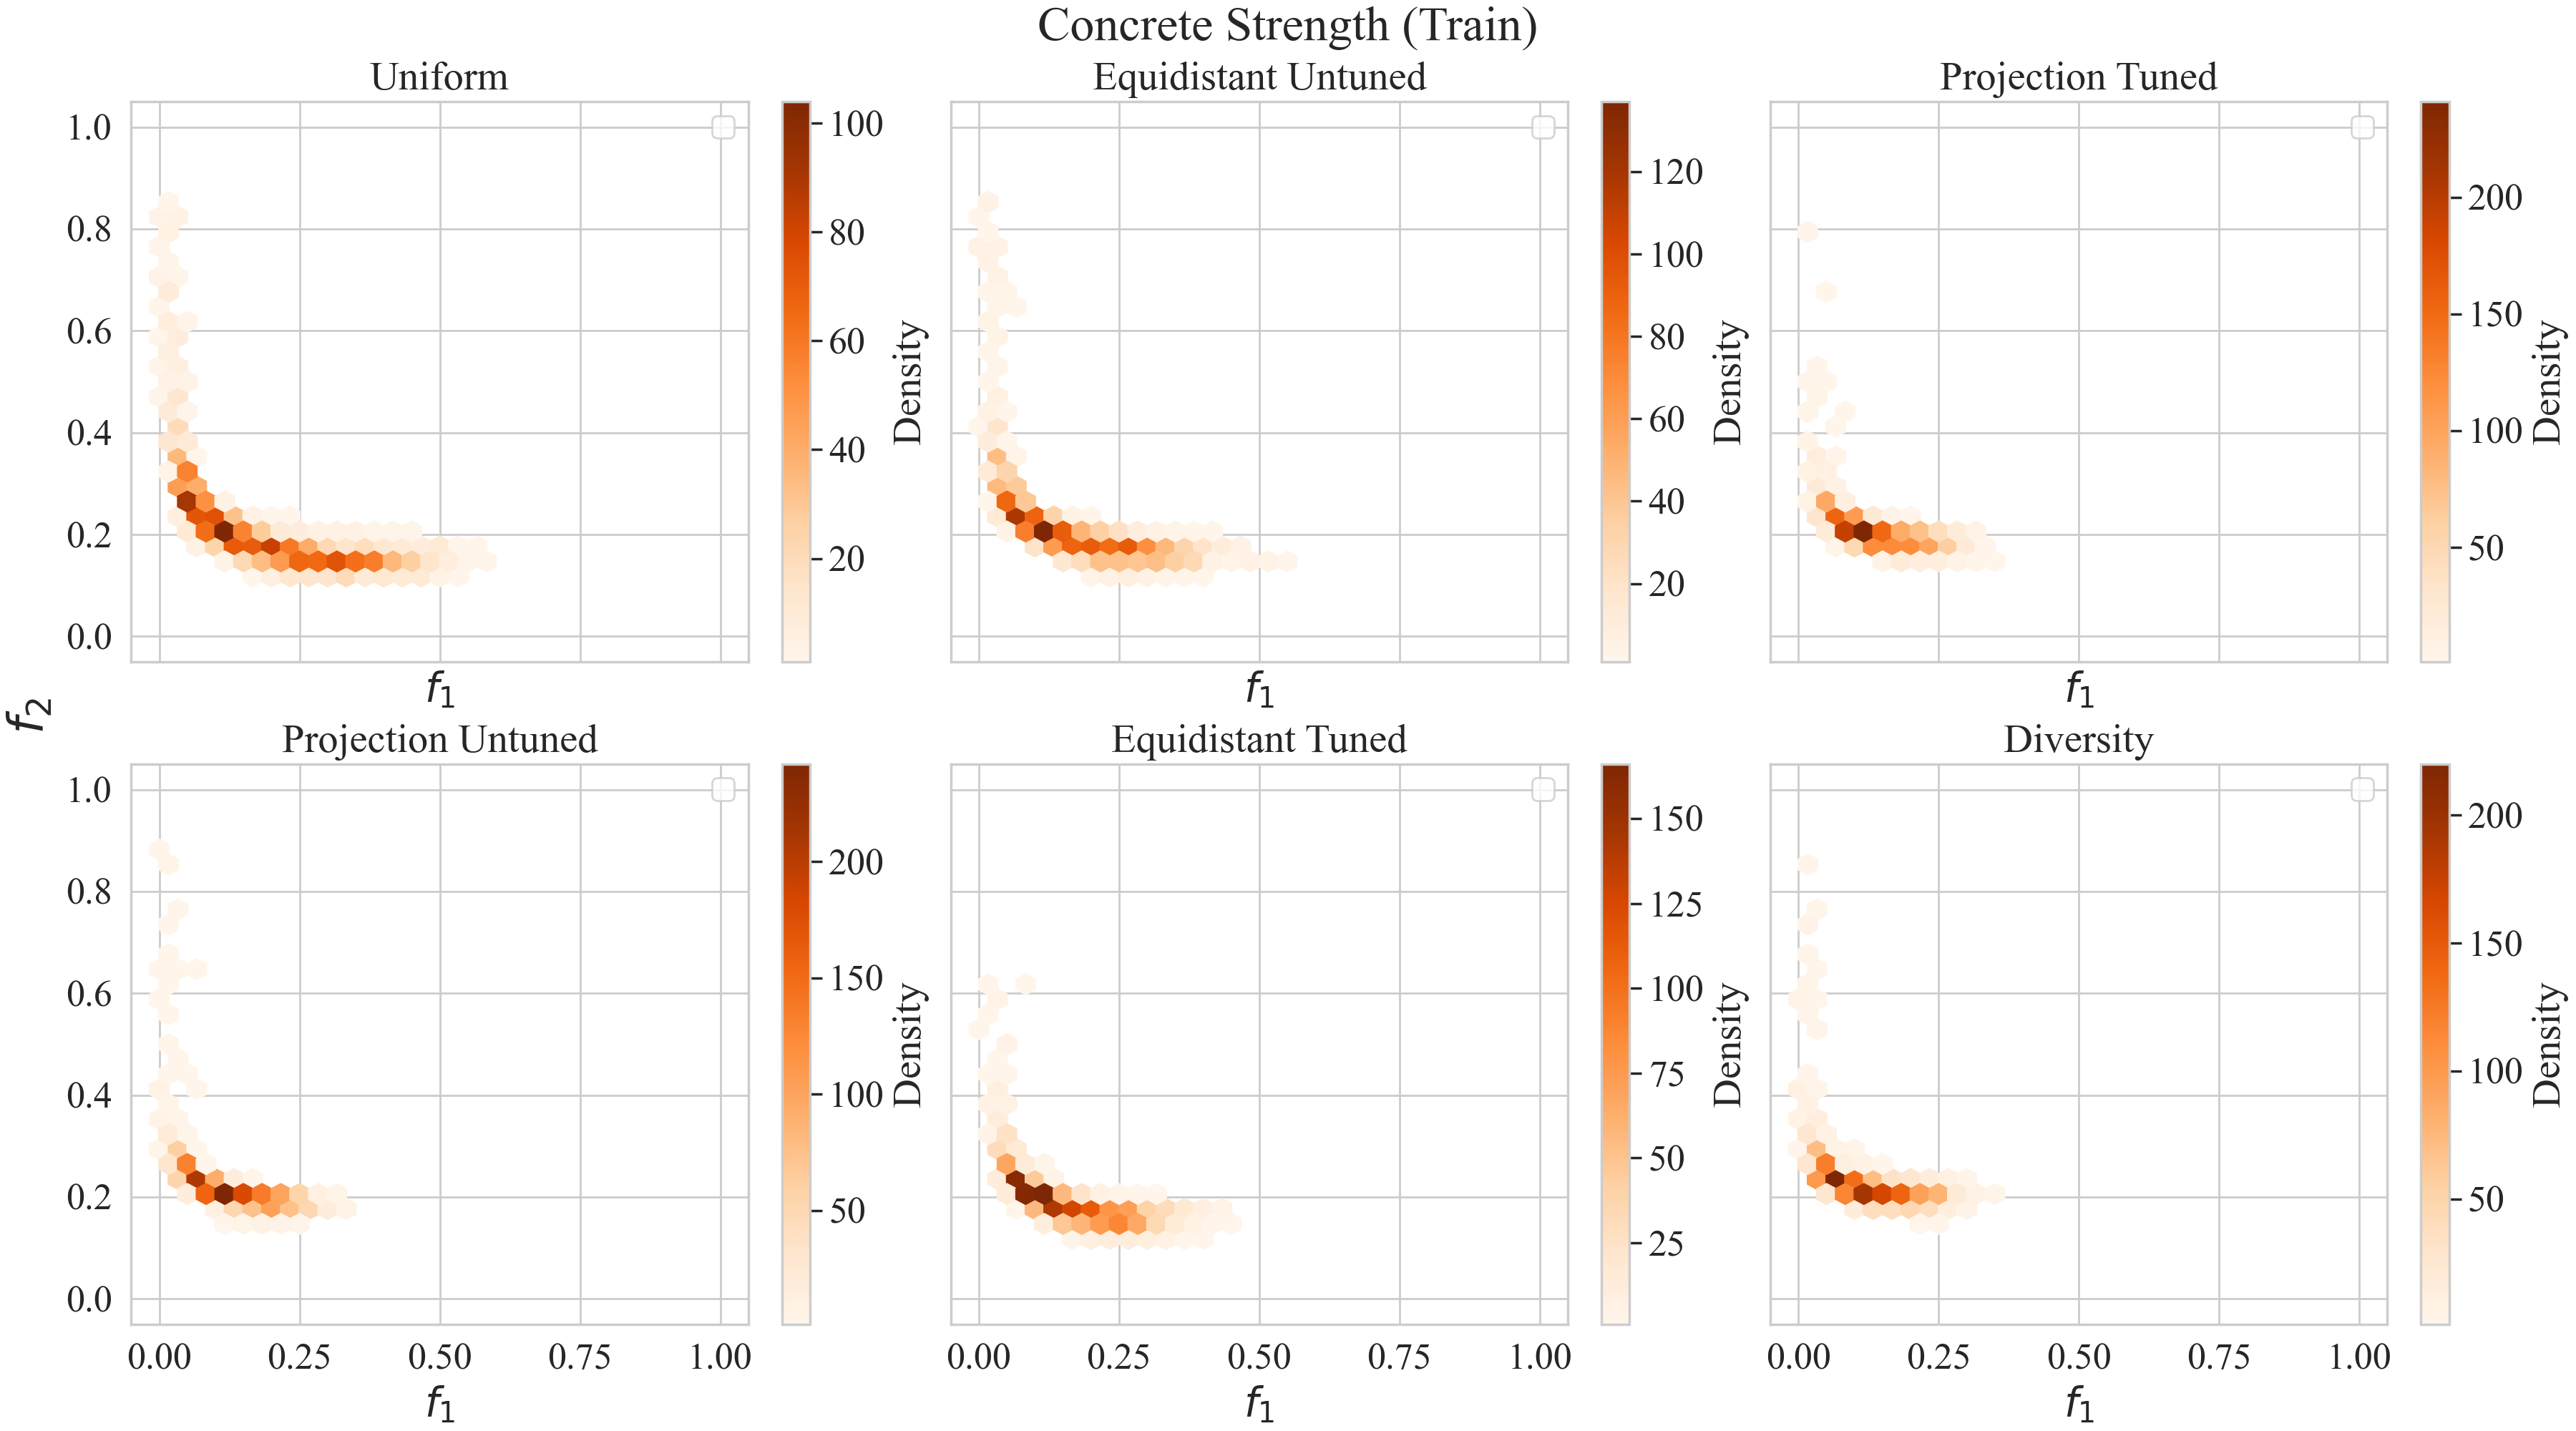 Concrete Strength (Train)
Uniform
1.0
0.8
0.6
0.4
0.2
0.0
f1
100
80
60
40
20
Density
Equidistant Untuned
f1
120
100
80
60
40
20
Density
Projection Tuned
f1
200
150
100
50
Density
f2
Projection Untuned
1.0
0.8
0.6
0.4
0.2
0.0
0.00 0.25 0.50 0.75 1.00
f1
200
150
100
50
Density
Equidistant Tuned
0.00 0.25 0.50 0.75 1.00
f1
150
125
100
75
50
25
Density
Diversity
0.00 0.25 0.50 0.75 1.00
f1
200
150
100
50
Density